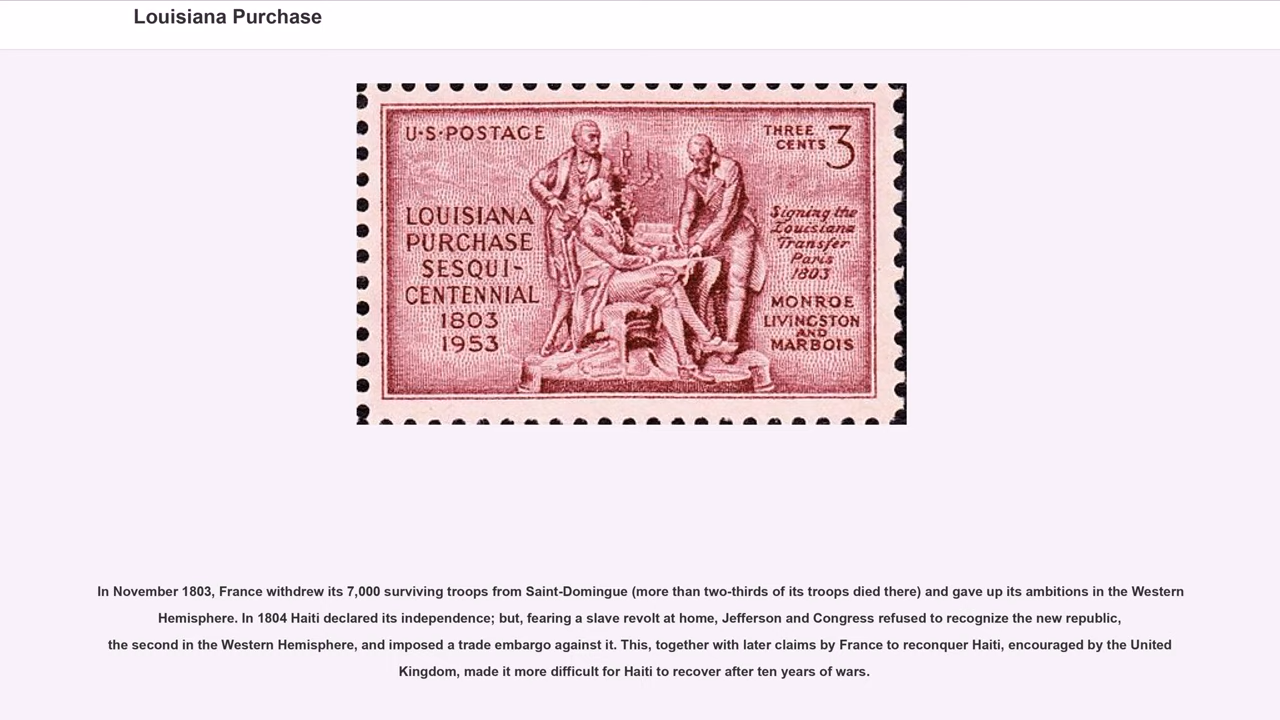 Louisiana Purchase
U·S·POSTAGE
THREE
CENTS
3
LOUISIANA
PURCHASE
SESQUI-
CENTENNIAL
1803
1953
Signing the
Louisiana
Transfer
Paris
1803
MONROE
LIVINGSTON
AND
MARBOIS
In November 1803, France withdrew its 7,000 surviving troops from Saint-Domingue (more than two-thirds of its troops died there) and gave up its ambitions in the Western
Hemisphere. In 1804 Haiti declared its independence; but, fearing a slave revolt at home, Jefferson and Congress refused to recognize the new republic,
the second in the Western Hemisphere, and imposed a trade embargo against it. This, together with later claims by France to reconquer Haiti, encouraged by the United
Kingdom, made it more difficult for Haiti to recover after ten years of wars.